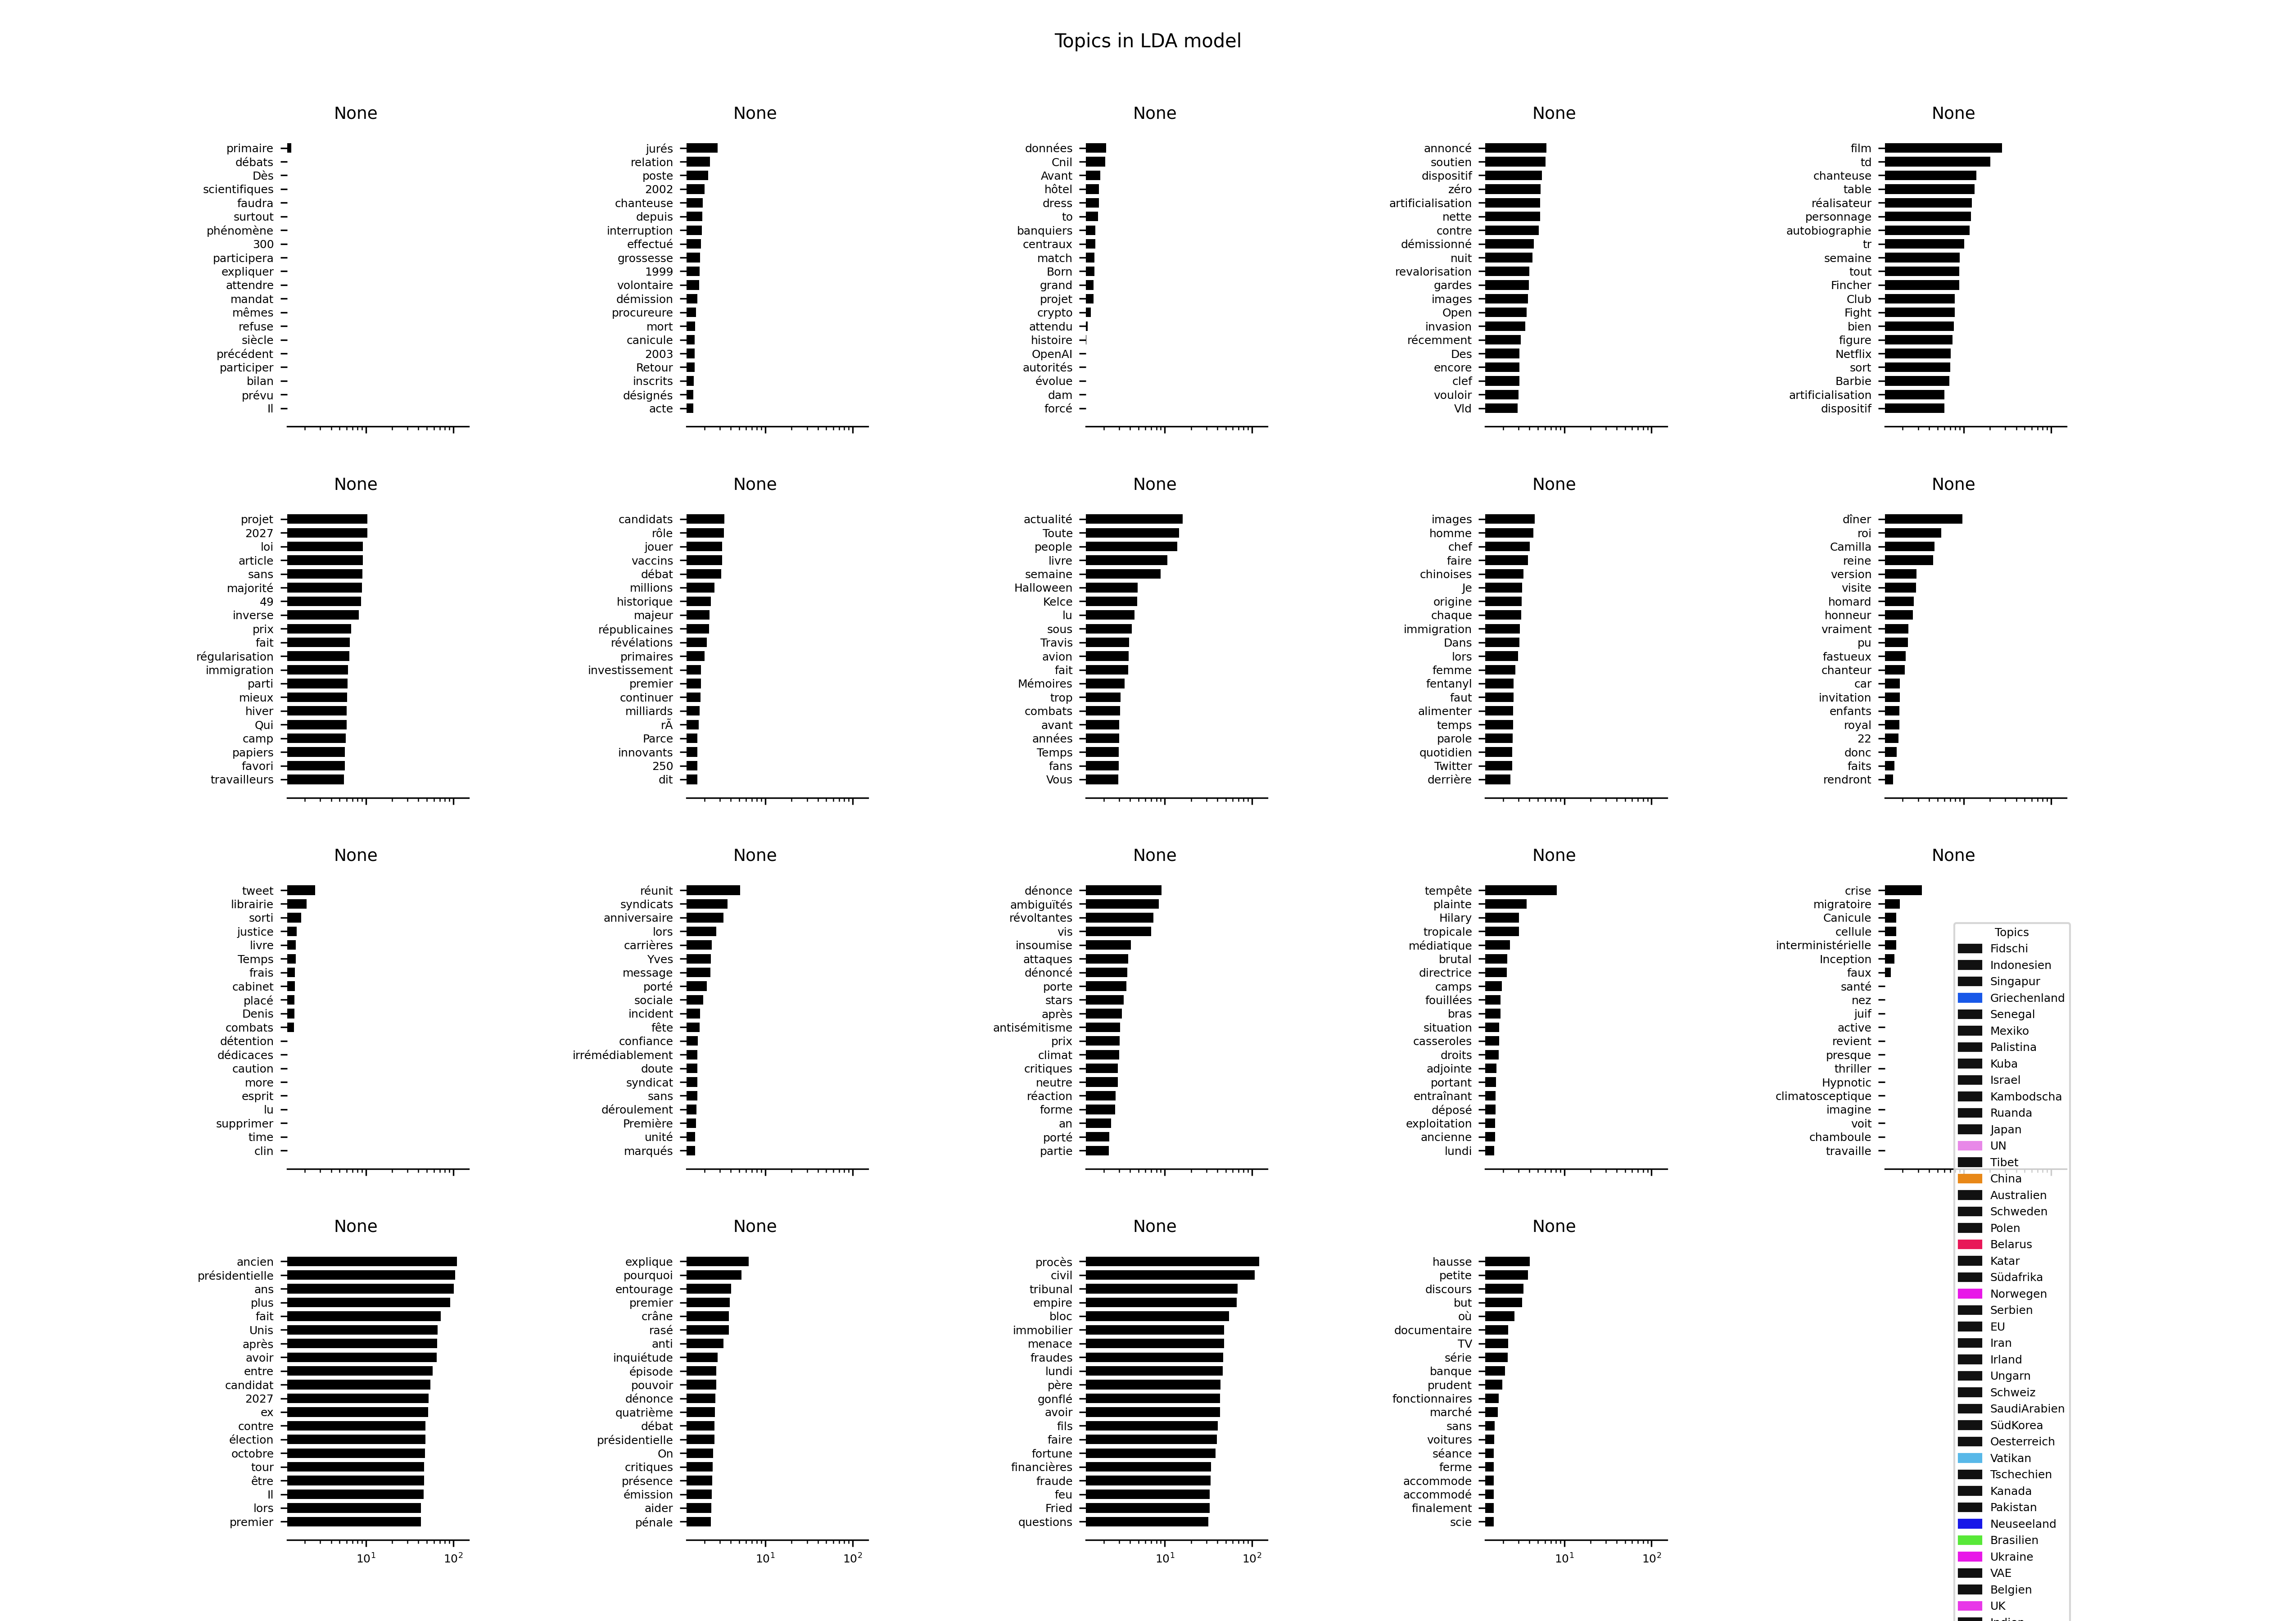 Topics in LDA model
None
primaire
débats
Dès
scientifiques
faudra
surtout
phénomène
300
participera
expliquer
attendre
mandat
mêmes
refuse
siècle
précédent
participer
bilan
prévu
Il
None
jurés
relation
poste
2002
chanteuse
depuis
interruption
effectué
grossesse
1999
volontaire
démission
procureure
mort
canicule
2003
Retour
inscrits
désignés
acte
None
données
Cnil
Avant
hôtel
dress
to
banquiers
centraux
match
Born
grand
projet
crypto
attendu
histoire
OpenAI
autorités
évolue
dam
forcé
None
annoncé
soutien
dispositif
zéro
artificialisation
nette
contre
démissionné
nuit
revalorisation
gardes
images
Open
invasion
récemment
Des
encore
clef
vouloir
Vld
None
film
td
chanteuse
table
réalisateur
personnage
autobiographie
tr
semaine
tout
Fincher
Club
Fight
bien
figure
Netflix
sort
Barbie
artificialisation
dispositif
None
projet
2027
loi
article
sans
majorité
49
inverse
prix
fait
régularisation
immigration
parti
mieux
hiver
Qui
camp
papiers
favori
travailleurs
None
candidats
rôle
jouer
vaccins
débat
millions
historique
majeur
républicaines
révélations
primaires
investissement
premier
continuer
milliards
rÃ
Parce
innovants
250
dit
None
actualité
Toute
people
livre
semaine
Halloween
Kelce
lu
sous
Travis
avion
fait
Mémoires
trop
combats
avant
années
Temps
fans
Vous
None
images
homme
chef
faire
chinoises
Je
origine
chaque
immigration
Dans
lors
femme
fentanyl
faut
alimenter
temps
parole
quotidien
Twitter
derrière
None
dîner
roi
Camilla
reine
version
visite
homard
honneur
vraiment
pu
fastueux
chanteur
car
invitation
enfants
royal
22
donc
faits
rendront
None
tweet
librairie
sorti
justice
livre
Temps
frais
cabinet
placé
Denis
combats
détention
dédicaces
caution
more
esprit
lu
supprimer
time
clin
None
réunit
syndicats
anniversaire
lors
carrières
Yves
message
porté
sociale
incident
fête
confiance
irrémédiablement
doute
syndicat
sans
déroulement
Première
unité
marqués
None
dénonce
ambiguïtés
révoltantes
vis
insoumise
attaques
dénoncé
porte
stars
après
antisémitisme
prix
climat
critiques
neutre
réaction
forme
an
porté
partie
None
tempête
plainte
Hilary
tropicale
médiatique
brutal
directrice
camps
fouillées
bras
situation
casseroles
droits
adjointe
portant
entraînant
déposé
exploitation
ancienne
lundi
None
crise
migratoire
Canicule
cellule
interministérielle
Inception
faux
santé
nez
juif
active
revient
presque
thriller
Hypnotic
climatosceptique
imagine
voit
chamboule
travaille
None
ancien
présidentielle
ans
plus
fait
Unis
après
avoir
entre
candidat
2027
ex
contre
élection
octobre
tour
être
Il
lors
premier
10¹ 10²
None
explique
pourquoi
entourage
premier
crâne
rasé
anti
inquiétude
épisode
pouvoir
dénonce
quatrième
débat
présidentielle
On
critiques
présence
émission
aider
pénale
10¹ 10²
None
procès
civil
tribunal
empire
bloc
immobilier
menace
fraudes
lundi
père
gonflé
avoir
fils
faire
fortune
financières
fraude
feu
Fried
questions
10¹ 10²
None
hausse
petite
discours
but
où
documentaire
TV
série
banque
prudent
fonctionnaires
marché
sans
voitures
séance
ferme
accommode
accommodé
finalement
scie
10¹ 10²
Topics
Fidschi
Indonesien
Singapur
Griechenland
Senegal
Mexiko
Palistina
Kuba
Israel
Kambodscha
Ruanda
Japan
UN
Tibet
China
Australien
Schweden
Polen
Belarus
Katar
Südafrika
Norwegen
Serbien
EU
Iran
Irland
Ungarn
Schweiz
SaudiArabien
SüdKorea
Oesterreich
Vatikan
Tschechien
Kanada
Pakistan
Neuseeland
Brasilien
Ukraine
VAE
Belgien
UK